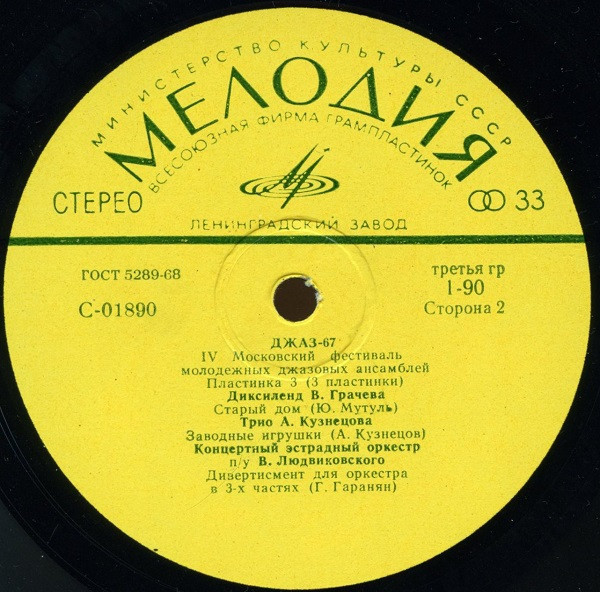 МИНИСТЕРСТВО КУЛЬТУРЫ СССР
МЕЛОДИЯ
ВСЕСОЮЗНАЯ ФИРМА ГРАМПЛАСТИНОК
СТЕРЕО
33
ЛЕНИНГРАДСКИЙ ЗАВОД
ГОСТ 5289-68
третья гр
С-01890
1-90
Сторона 2
ДЖАЗ-67
IV Московский фестиваль
молодежных джазовых ансамблей
Пластинка 3 (3 пластинки)
Диксиленд В. Грачева
Старый дом (Ю. Мутуль)
Трио А. Кузнецова
Заводные игрушки (А. Кузнецов)
Концертный эстрадный оркестр
п/у В. Людвиковского
Дивертисмент для оркестра
в 3-х частях (Г. Гаранян)